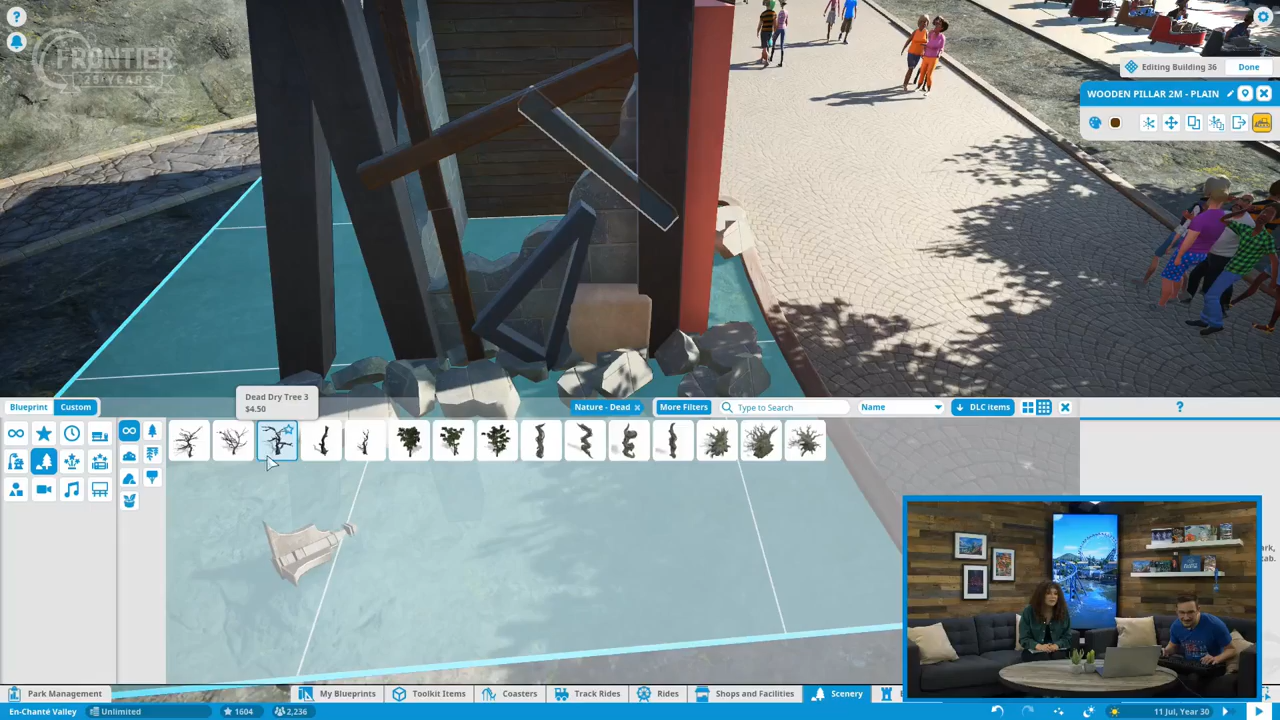 FRONTIER
25 YEARS
Editing Building 36
Done
WOODEN PILLAR 2M - PLAIN
Dead Dry Tree 3
$4.50
Blueprint
Custom
Nature - Dead
More Filters
Type to Search
Name
DLC items
Park Management
My Blueprints
Toolkit Items
Coasters
Track Rides
Rides
Shops and Facilities
Scenery
En-Chanté Valley
Unlimited
1604
2,236
11 Jul, Year 30